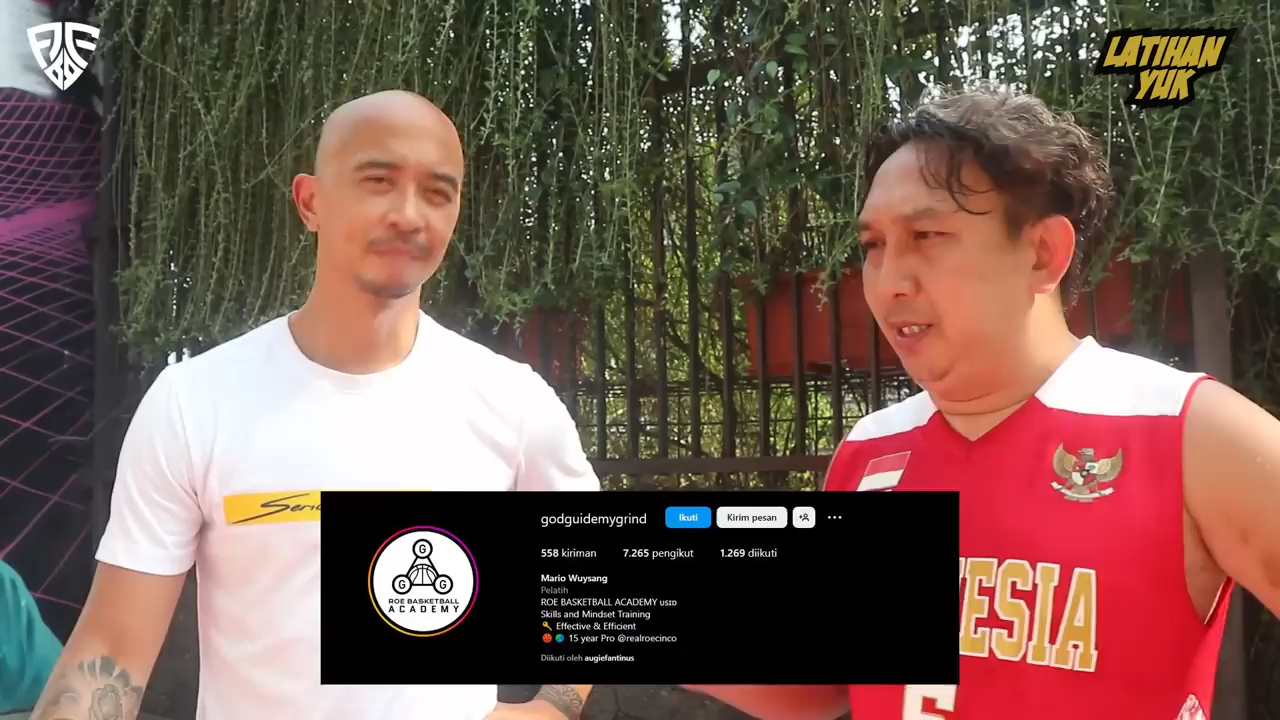 LATIHAN
YUK
godguidemygrind Ikuti Kirim pesan
558 kiriman 7.265 pengikut 1.269 diikuti
Mario Wuysang
Pelatih
ROE BASKETBALL ACADEMY USID
Skills and Mindset Training
🔑 Effective & Efficient
🏀 🌏 15 year Pro @realroecinco
Diikuti oleh augiefantinus
G
G G
ROE BASKETBALL
ACADEMY
ESIA